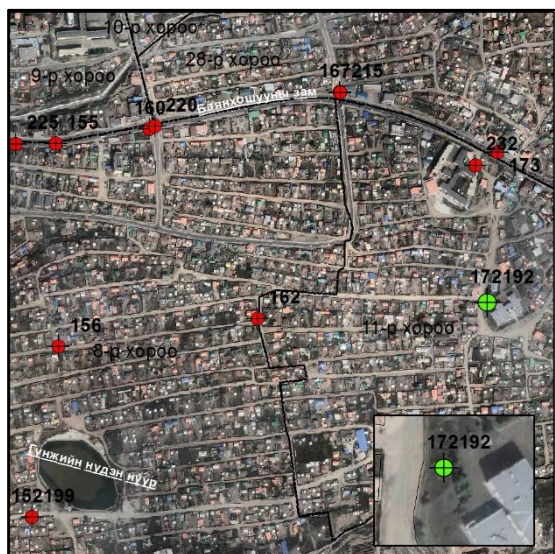 10-р хороо
9-р хороо
28-р хороо
167215
Баянхошууны зам
160220
225
155
232
173
172192
162
11-р хороо
156
8-р хороо
Гүнжийн нүдэн нуур
152199
172192